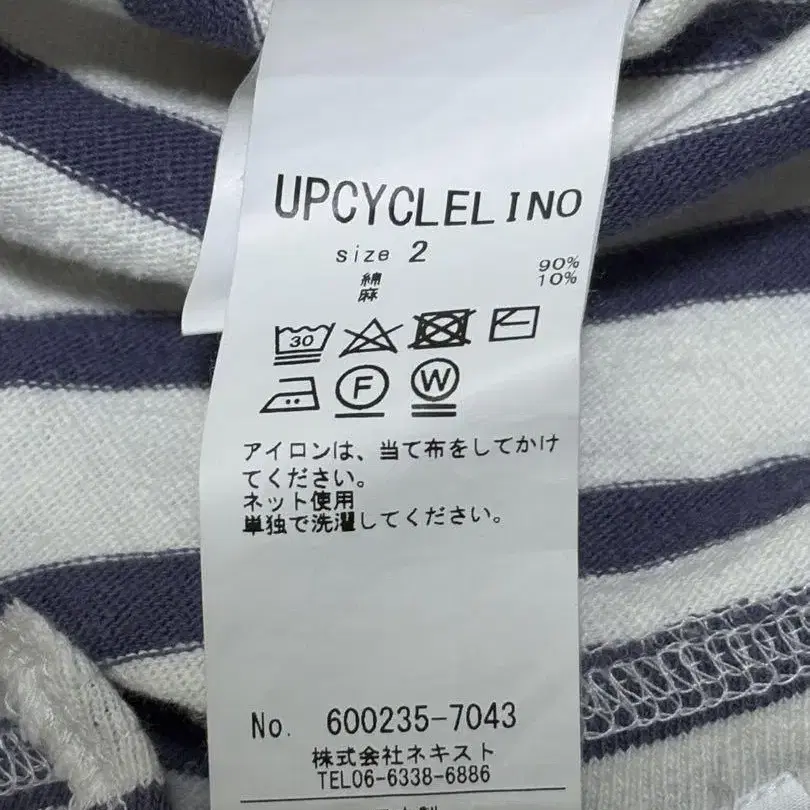 UPCYCLELINO
size 2
綿 90%
麻 10%
30
F W
アイロンは、当て布をしてかけ
てください。
ネット使用
単独で洗濯してください。
No. 600235-7043
株式会社ネキスト
TEL06-6338-6886